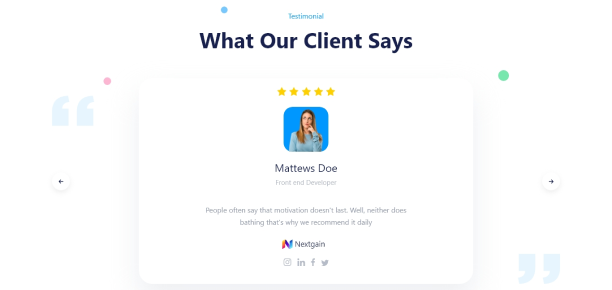 Testimonial
What Our Client Says
Mattews Doe
Front end Developer
People often say that motivation doesn't last. Well, neither does
bathing that's why we recommend it daily
Nextgain